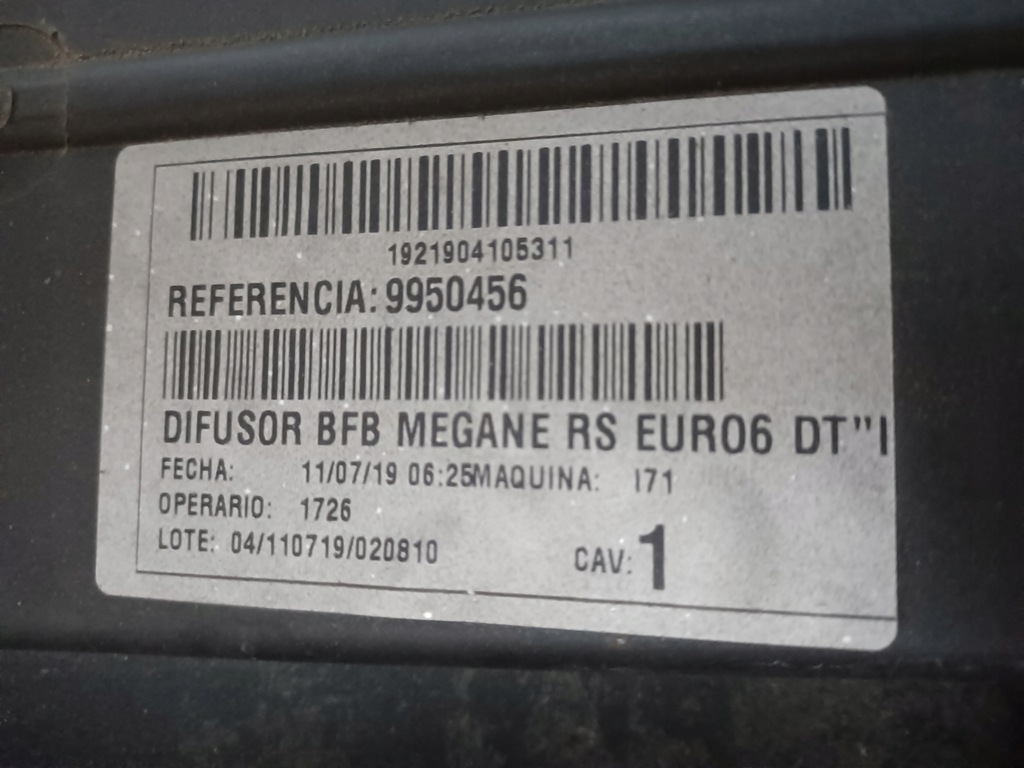 1921904105311
REFERENCIA: 9950456
DIFUSOR BFB MEGANE RS EURO6 DT"I
FECHA: 11/07/19 06:25MAQUINA: I71
OPERARIO: 1726
LOTE: 04/110719/020810
CAV: 1